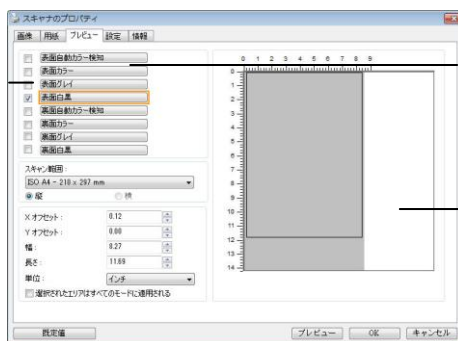 スキャナのプロパティ
画像 用紙 プレビュー 設定 情報
表面自動カラー検知
表面カラー
表面グレイ
表面白黒
裏面自動カラー検知
裏面カラー
裏面グレイ
裏面白黒
スキャン範囲:
ISO A4 - 210 x 297 mm
縦 横
X オフセット: 0.12
Y オフセット: 0.00
幅: 8.27
長さ: 11.69
単位: インチ
選択されたエリアはすべてのモードに適用される
0 1 2 3 4 5 6 7 8 9
0
1
2
3
4
5
6
7
8
9
10
11
12
13
14
既定値 プレビュー OK キャンセル